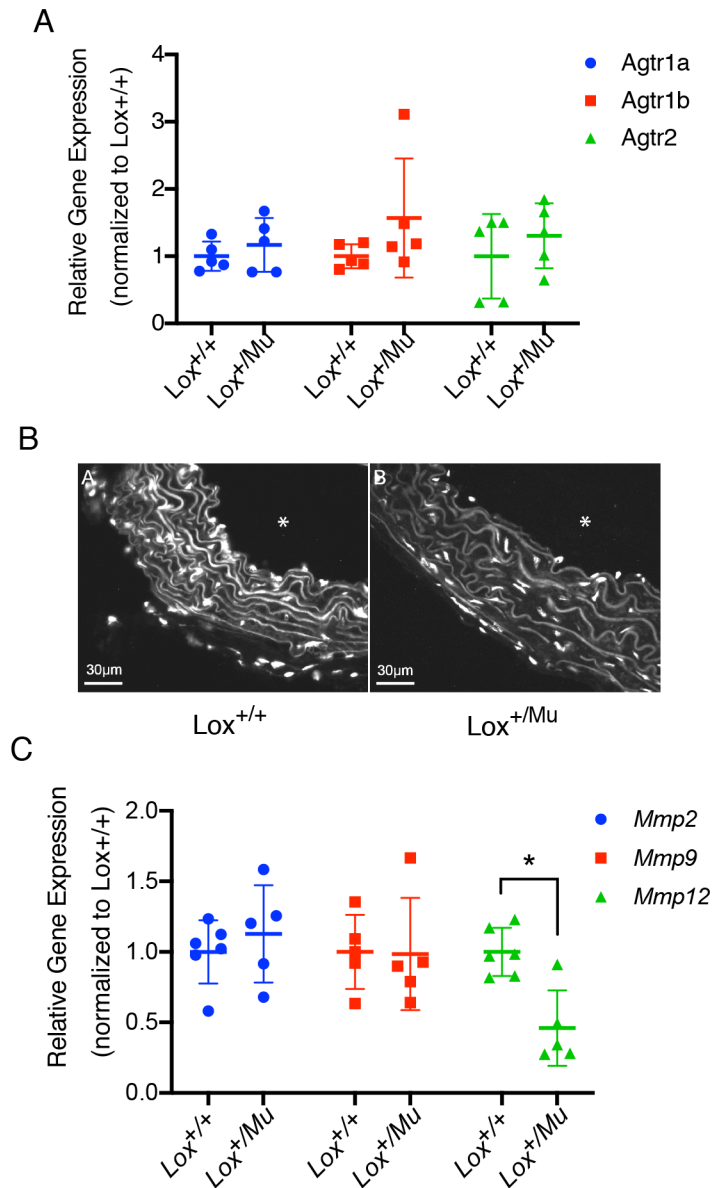 A
Relative Gene Expression
(normalized to Lox+/+)
4
3
2
1
0
Agtr1a
Agtr1b
Agtr2
Lox+/+
Lox+/Mu
Lox+/+
Lox+/Mu
Lox+/+
Lox+/Mu
B
A
*
30µm
B
*
30µm
Lox+/+
Lox+/Mu
C
Relative Gene Expression
(normalized to Lox+/+)
2.0
1.5
1.0
0.5
0.0
Mmp2
Mmp9
Mmp12
*
Lox+/+
Lox+/Mu
Lox+/+
Lox+/Mu
Lox+/+
Lox+/Mu